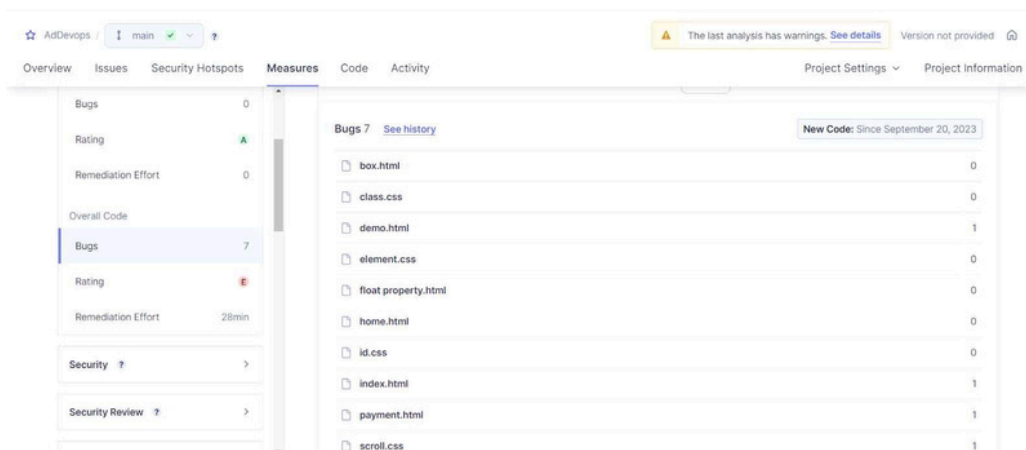 AdDevops / main ?
The last analysis has warnings. See details Version not provided
Overview Issues Security Hotspots Measures Code Activity Project Settings Project Information
Bugs 0
Rating A
Remediation Effort 0
Overall Code
Bugs 7
Rating E
Remediation Effort 28min
Security ?
Security Review ?
Bugs 7 See history New Code: Since September 20, 2023
box.html 0
class.css 0
demo.html 1
element.css 0
float property.html 0
home.html 0
id.css 0
index.html 1
payment.html 1
scroll.css 1